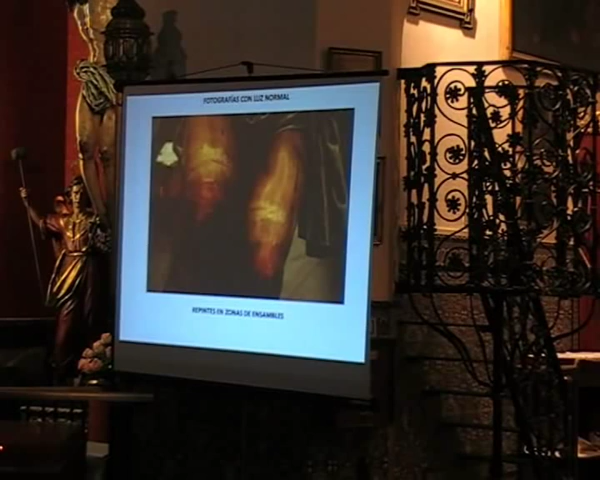 FOTOGRAFÍAS CON LUZ NORMAL
REPINTES EN ZONAS DE ENSAMBLES